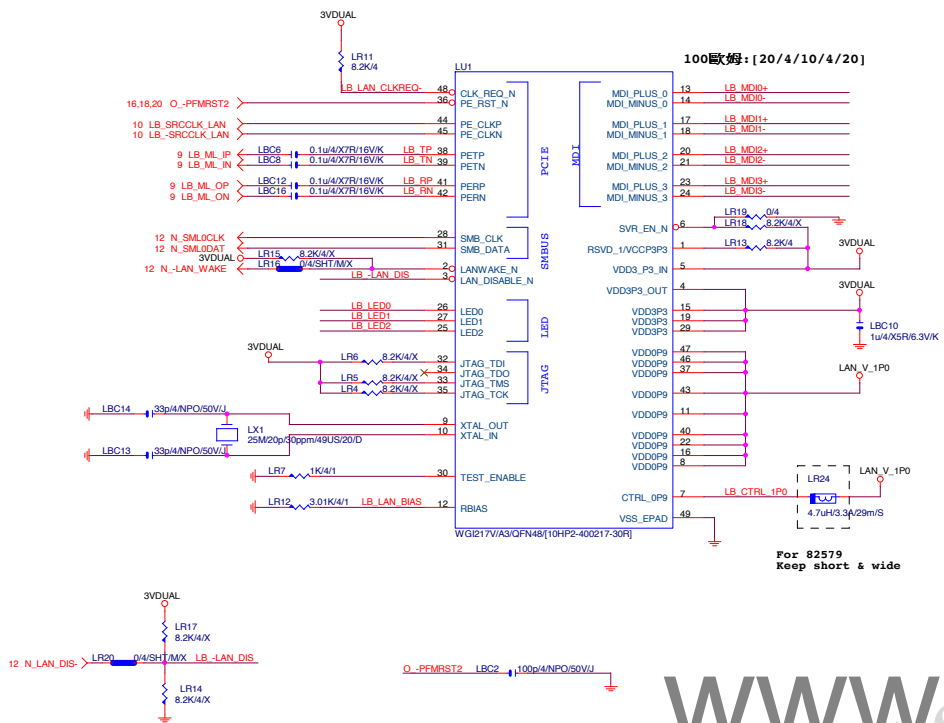 3VDUAL
LR11
8.2K/4
LU1
100歐姆:[20/4/10/4/20]
LB_LAN_CLKREQ- 48 CLK_REQ_N
16,18,20 O_-PFMRST2 36 PE_RST_N
10 LB_SRCCLK_LAN 44 PE_CLKP
10 LB_-SRCCLK_LAN 45 PE_CLKN
9 LB_ML_IP LBC6 0.1u/4/X7R/16V/K LB_TP 38 PETP
9 LB_ML_IN LBC8 0.1u/4/X7R/16V/K LB_TN 39 PETN
9 LB_ML_OP LBC12 0.1u/4/X7R/16V/K LB_RP 41 PERP
9 LB_ML_ON LBC16 0.1u/4/X7R/16V/K LB_RN 42 PERN
PCIE
MDI
MDI_PLUS_0 13 LB_MDI0+
MDI_MINUS_0 14 LB_MDI0-
MDI_PLUS_1 17 LB_MDI1+
MDI_MINUS_1 18 LB_MDI1-
MDI_PLUS_2 20 LB_MDI2+
MDI_MINUS_2 21 LB_MDI2-
MDI_PLUS_3 23 LB_MDI3+
MDI_MINUS_3 24 LB_MDI3-
12 N_SML0CLK 28 SMB_CLK
12 N_SML0DAT 31 SMB_DATA
SMBUS
3VDUAL LR15 8.2K/4/X
12 N_-LAN_WAKE LR16 0/4/SHT/M/X 2 LANWAKE_N
LB_-LAN_DIS 3 LAN_DISABLE_N
SVR_EN_N 6 LR19 0/4
LR18 8.2K/4/X
RSVD_1/VCCP3P3 1 LR13 8.2K/4
3VDUAL
VDD3_P3_IN 5
VDD3P3_OUT 4
3VDUAL
VDD3P3 15
VDD3P3 19
VDD3P3 29
LBC10
1u/4/X5R/6.3V/K
LB_LED0 26 LED0
LB_LED1 27 LED1
LB_LED2 25 LED2
LED
3VDUAL
LR6 8.2K/4/X 32 JTAG_TDI
34 JTAG_TDO
LR5 8.2K/4/X 33 JTAG_TMS
LR4 8.2K/4/X 35 JTAG_TCK
JTAG
VDD0P9 47
VDD0P9 46
VDD0P9 37
LAN_V_1P0
VDD0P9 43
VDD0P9 11
VDD0P9 40
VDD0P9 22
VDD0P9 16
VDD0P9 8
LBC14 33p/4/NPO/50V/J 9 XTAL_OUT
LX1
25M/20p/30ppm/49US/20/D
10 XTAL_IN
LBC13 33p/4/NPO/50V/J
LR7 1K/4/1 30 TEST_ENABLE
LR12 3.01K/4/1 LB_LAN_BIAS 12 RBIAS
CTRL_0P9 7 LB_CTRL_1P0
LR24
LAN_V_1P0
4.7uH/3.3A/29m/S
VSS_EPAD 49
WGI217V/A3/QFN48/[10HP2-400217-30R]
For 82579
Keep short & wide
3VDUAL
LR17
8.2K/4/X
12 N_LAN_DIS- LR20 0/4/SHT/M/X LB_-LAN_DIS
LR14
8.2K/4/X
O_-PFMRST2 LBC2 100p/4/NPO/50V/J
www